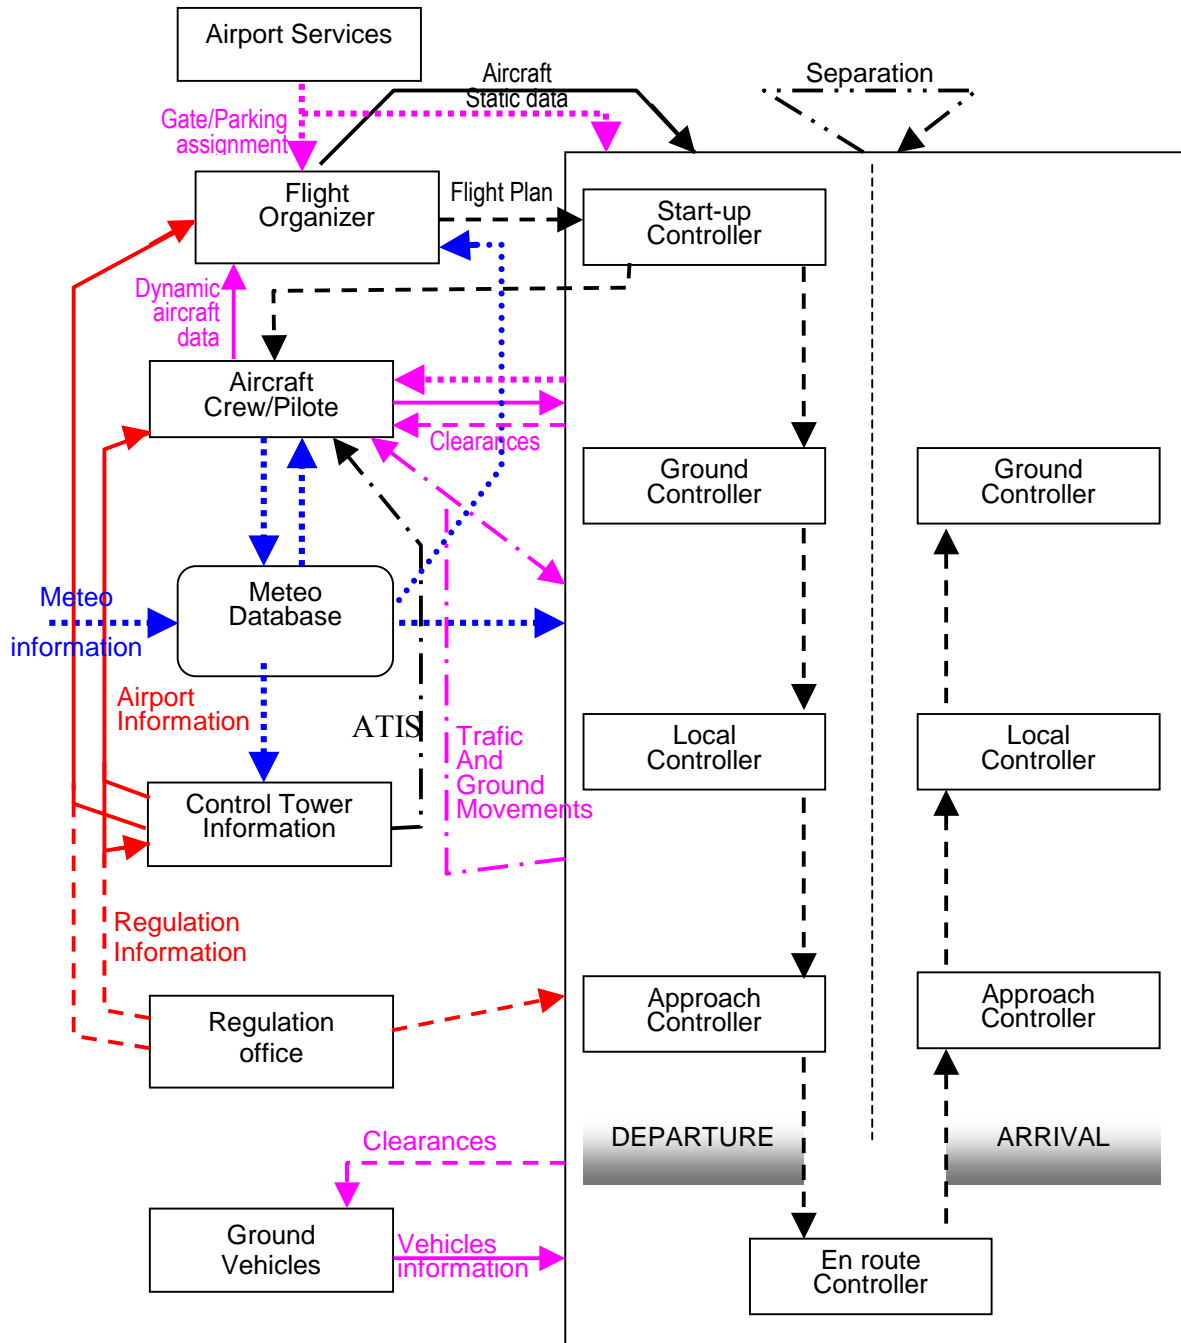 Airport Services
Aircraft
Static data
Separation
Gate/Parking
assignment
Flight
Organizer
Flight Plan
Start-up
Controller
Dynamic
aircraft
data
Aircraft
Crew/Pilote
Clearances
Ground
Controller
Ground
Controller
Meteo
information
Meteo
Database
Airport
Information
ATIS
Trafic
And
Ground
Movements
Local
Controller
Local
Controller
Control Tower
Information
Regulation
Information
Regulation
office
Approach
Controller
Approach
Controller
DEPARTURE
ARRIVAL
Clearances
Ground
Vehicles
Vehicles
information
En route
Controller